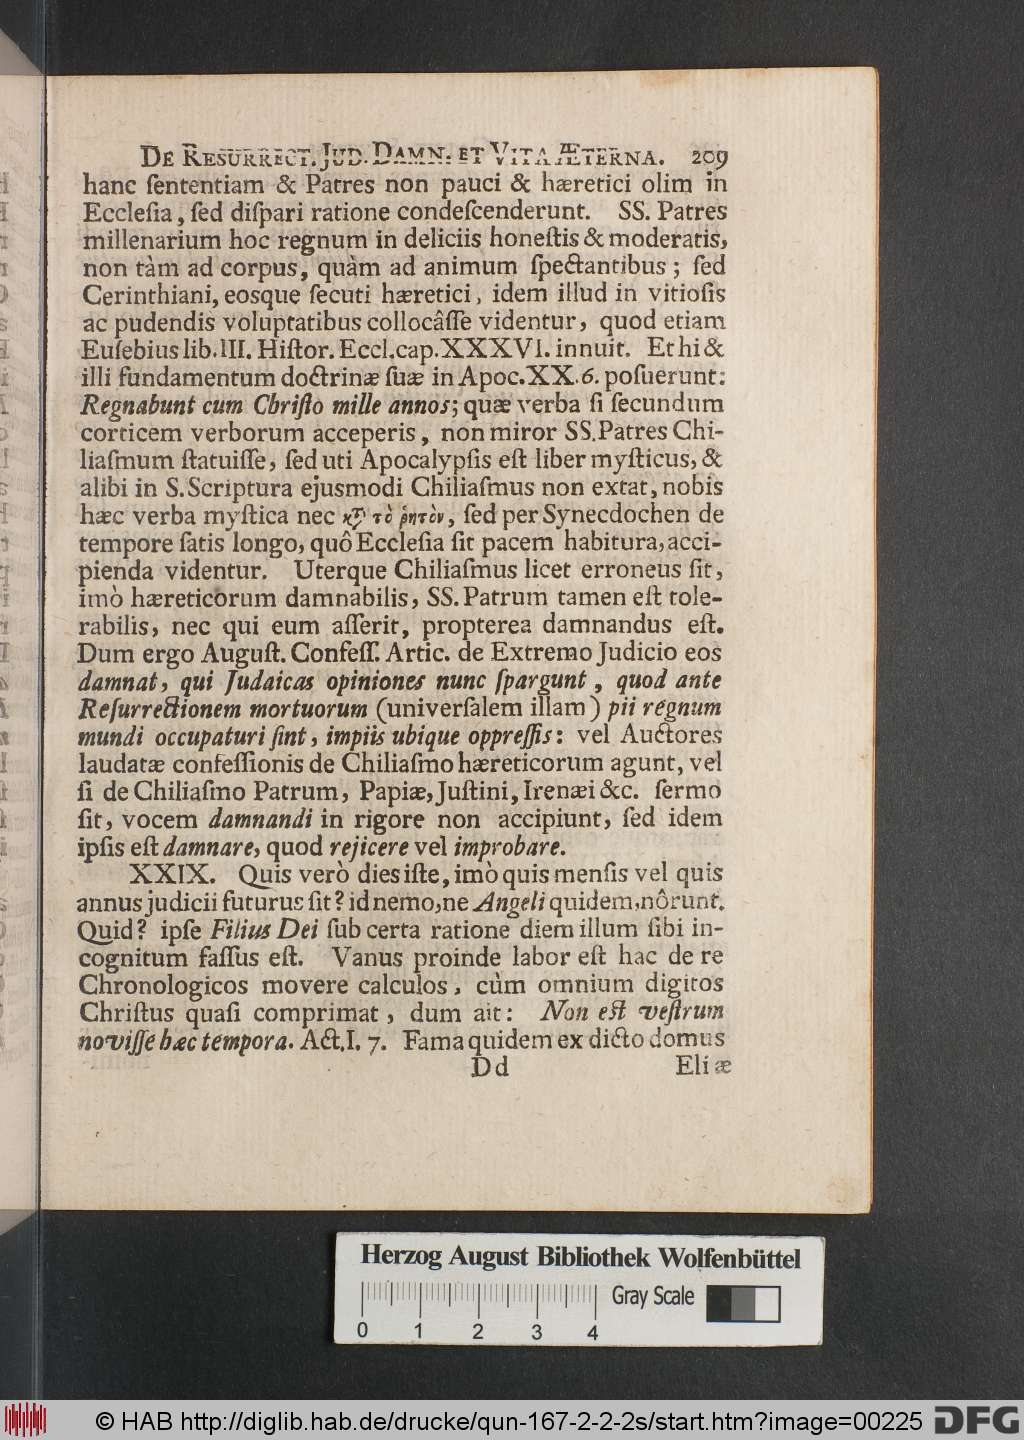 De Resurrect. Jud. Damn. et Vita Æterna. 209
hanc ſententiam & Patres non pauci & hæretici olim in
Eccleſia, ſed diſpari ratione condeſcenderunt. SS. Patres
millenarium hoc regnum in deliciis honeſtis & moderatis,
non tàm ad corpus, quàm ad animum ſpectantibus; ſed
Cerinthiani, eosque ſecuti hæretici, idem illud in vitioſis
ac pudendis voluptatibus collocâſſe videntur, quod etiam
Euſebius lib. III. Hiſtor. Eccl. cap. XXXVI. innuit. Et hi &
illi fundamentum doctrinæ ſuæ in Apoc. XX. 6. poſuerunt:
Regnabunt cum Chriſto mille annos; quæ verba ſi ſecundum
corticem verborum acceperis, non miror SS. Patres Chi-
liaſmum ſtatuiſſe, ſed uti Apocalypſis eſt liber myſticus, &
alibi in S. Scriptura ejusmodi Chiliaſmus non extat, nobis
hæc verba myſtica nec κτ̀ τὸ ῥητὸν, ſed per Synecdochen de
tempore ſatis longo, quô Eccleſia ſit pacem habitura, acci-
pienda videntur. Uterque Chiliaſmus licet erroneus ſit,
imò hæreticorum damnabilis, SS. Patrum tamen eſt tole-
rabilis, nec qui eum aſſerit, propterea damnandus eſt.
Dum ergo Auguſt. Confeſſ. Artic. de Extremo Judicio eos
damnat, qui Judaicas opiniones nunc ſpargunt, quod ante
Reſurrectionem mortuorum (univerſalem illam) pii regnum
mundi occupaturi ſint, impiis ubique oppreſſis: vel Auctores
laudatæ confeſſionis de Chiliaſmo hæreticorum agunt, vel
ſi de Chiliaſmo Patrum, Papiæ, Juſtini, Irenæi &c. ſermo
ſit, vocem damnandi in rigore non accipiunt, ſed idem
ipſis eſt damnare, quod rejicere vel improbare.
XXIX. Quis verò dies iſte, imò quis menſis vel quis
annus judicii futurus ſit? id nemo, ne Angeli quidem, nôrunt.
Quid? ipſe Filius Dei ſub certa ratione diem illum ſibi in-
cognitum faſſus eſt. Vanus proinde labor eſt hac de re
Chronologicos movere calculos, cùm omnium digitos
Chriſtus quaſi comprimat, dum ait: Non eſt veſtrum
noviſſe hæc tempora. Act. I. 7. Fama quidem ex dicto domus
Dd Eliæ
Herzog August Bibliothek Wolfenbüttel
Gray Scale
0 1 2 3 4
© HAB http://diglib.hab.de/drucke/qun-167-2-2-2s/start.htm?image=00225 DFG